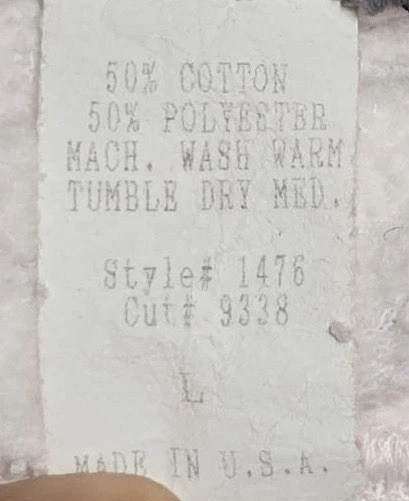 50% COTTON
50% POLYESTER
MACH. WASH WARM
TUMBLE DRY MED.
Style# 1476
Cut# 9338
L
MADE IN U.S.A.